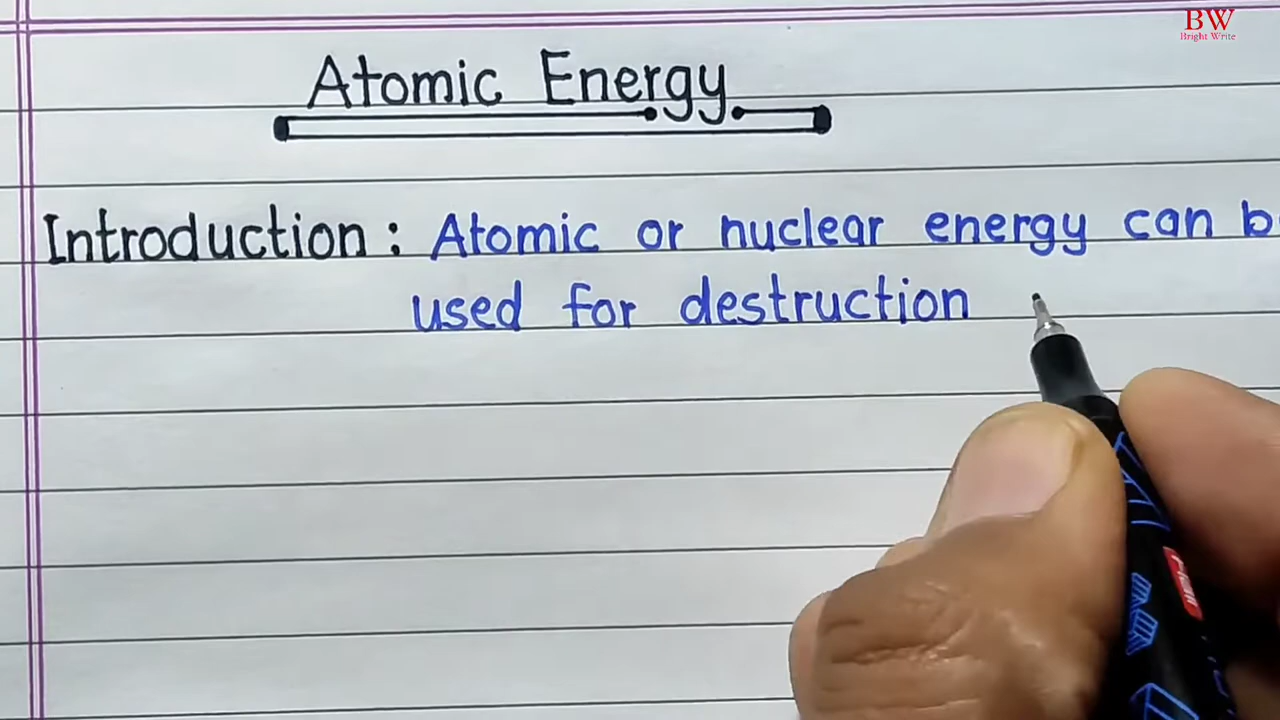 BW
Bright Write
Atomic Energy
Introduction: Atomic or nuclear energy can b
used for destruction